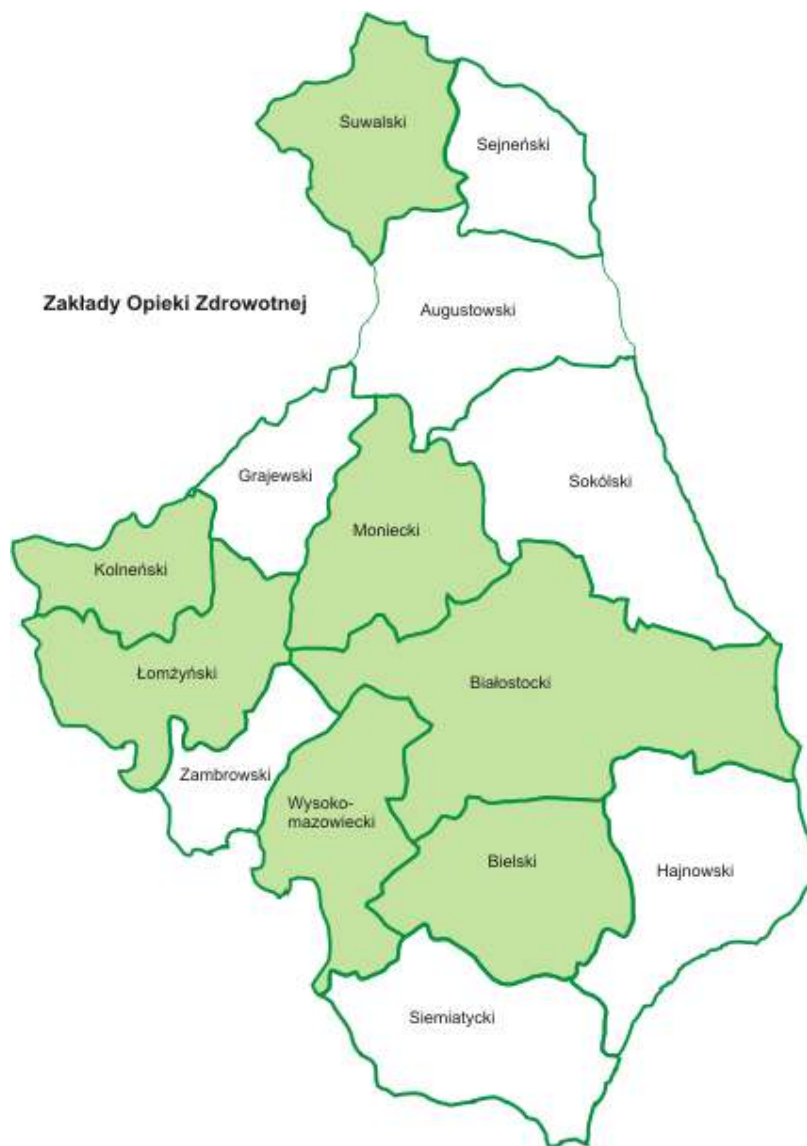 Suwalski
Sejneński
Zakłady Opieki Zdrowotnej
Augustowski
Grajewski
Sokólski
Moniecki
Kolneński
Łomżyński
Białostocki
Zambrowski
Wysoko-
mazowiecki
Bielski
Hajnowski
Siemiatycki